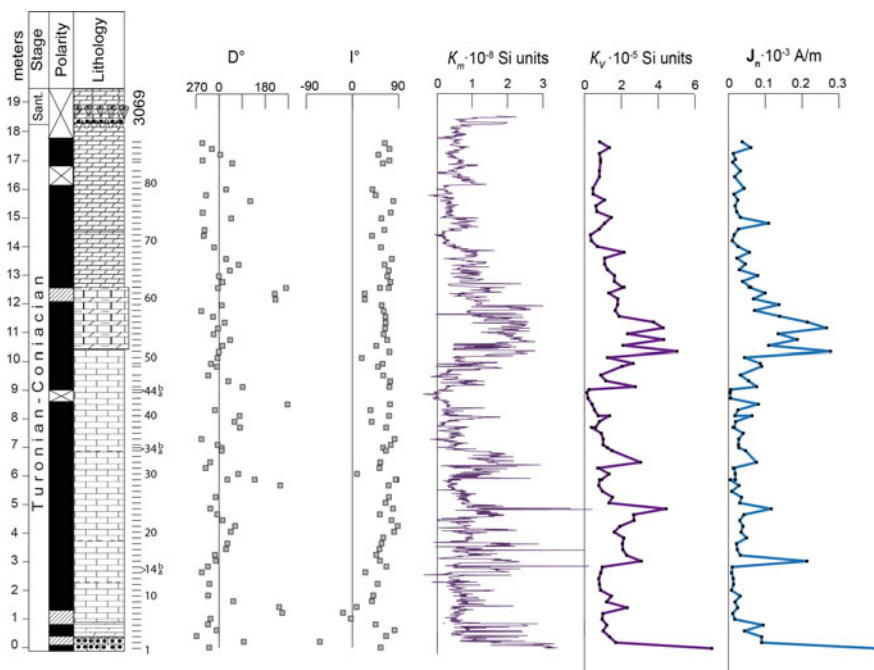 meters
Stage
Polarity
Lithology
D°
I°
Kₘ·10⁻⁸ Si units
Kᵥ·10⁻⁵ Si units
Jₙ·10⁻³ A/m
270 0 180
-90 0 90
0 1 2 3
0 2 4 6
0 0.1 0.2 0.3
Sant.
Turonian-Coniacian
3069
19
18
17
16
15
14
13
12
11
10
9
8
7
6
5
4
3
2
1
0
80
70
60
50
44 b a
40
34 b a
30
20
14 b a
10
1